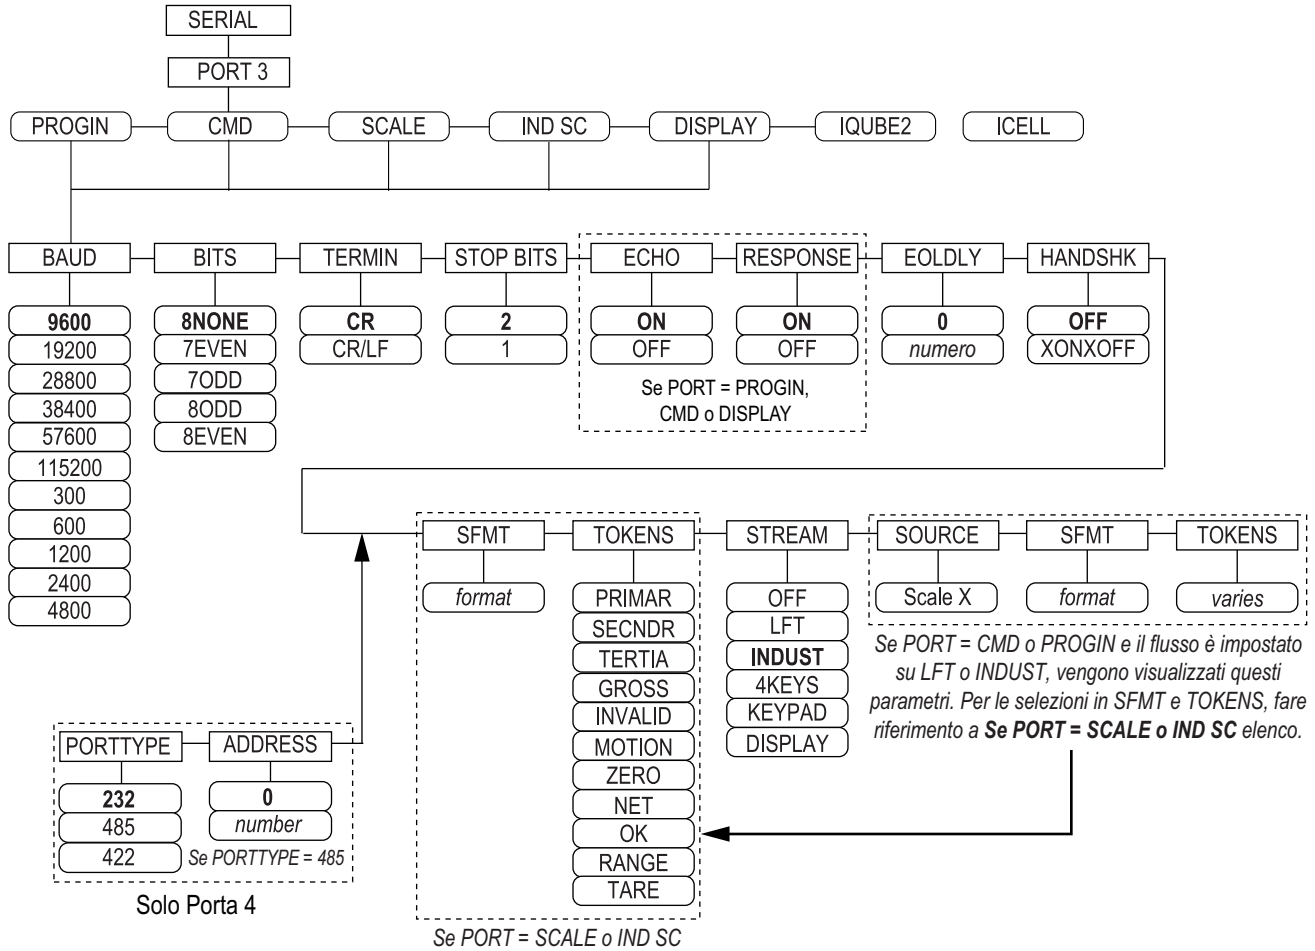 SERIAL
PORT 3
PROGIN
CMD
SCALE
IND SC
DISPLAY
IQUBE2
ICELL
BAUD
BITS
TERMIN
STOP BITS
ECHO
RESPONSE
EOLDLY
HANDSHK
9600
19200
28800
38400
57600
115200
300
600
1200
2400
4800
8NONE
7EVEN
7ODD
8ODD
8EVEN
CR
CR/LF
2
1
ON
OFF
ON
OFF
Se PORT = PROGIN,
CMD o DISPLAY
0
numero
OFF
XONXOFF
SFMT
TOKENS
STREAM
SOURCE
SFMT
TOKENS
format
PRIMAR
SECNDR
TERTIA
GROSS
INVALID
MOTION
ZERO
NET
OK
RANGE
TARE
OFF
LFT
INDUST
4KEYS
KEYPAD
DISPLAY
Scale X
format
varies
Se PORT = CMD o PROGIN e il flusso è impostato
su LFT o INDUST, vengono visualizzati questi
parametri. Per le selezioni in SFMT e TOKENS, fare
riferimento a Se PORT = SCALE o IND SC elenco.
PORTTYPE
ADDRESS
232
485
422
0
number
Se PORTTYPE = 485
Solo Porta 4
Se PORT = SCALE o IND SC